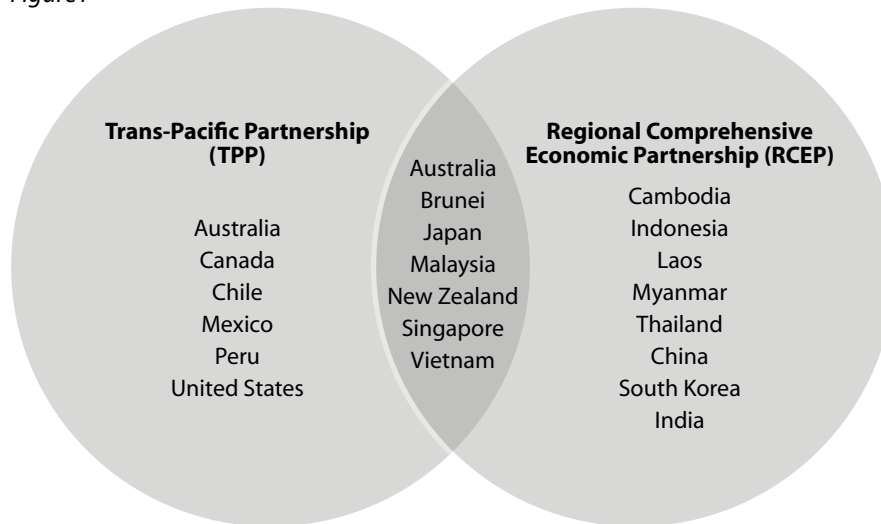 Figure 1
Trans-Pacific Partnership
(TPP)
Australia
Canada
Chile
Mexico
Peru
United States
Australia
Brunei
Japan
Malaysia
New Zealand
Singapore
Vietnam
Regional Comprehensive
Economic Partnership (RCEP)
Cambodia
Indonesia
Laos
Myanmar
Thailand
China
South Korea
India